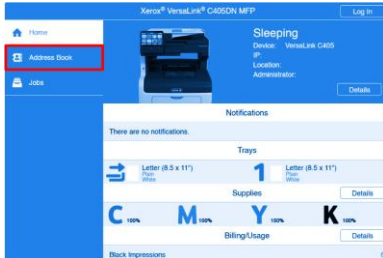 Xerox® VersaLink® C405DN MFP
Log In
Home
Address Book
Jobs
Sleeping
Device: VersaLink C405
IP:
Location:
Administrator:
Details
Notifications
There are no notifications.
Trays
Letter (8.5 x 11")
Plain
White
1
Letter (8.5 x 11")
Plain
White
Supplies
Details
C 100%
M 100%
Y 100%
K 100%
Billing/Usage
Details
Black Impressions